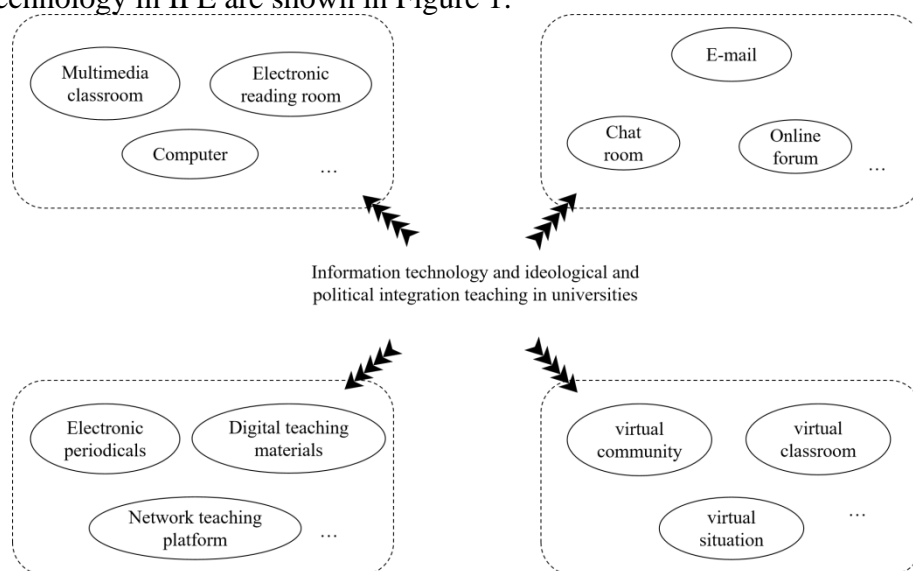 echnology in IPE are shown in Figure 1.
Multimedia
classroom
Electronic
reading room
Computer
…
E-mail
Chat
room
Online
forum
…
Information technology and ideological and
political integration teaching in universities
Electronic
periodicals
Digital teaching
materials
Network teaching
platform
…
virtual
community
virtual
classroom
virtual
situation
…